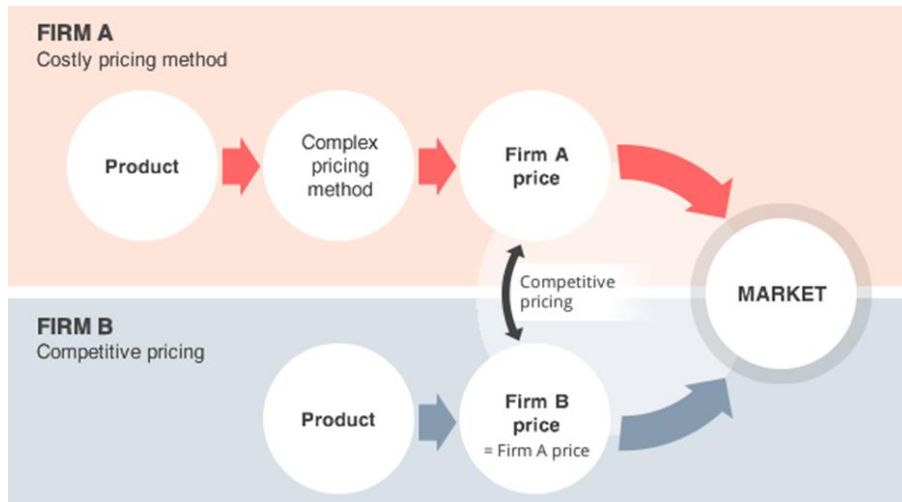 FIRM A
Costly pricing method
Product
Complex
pricing
method
Firm A
price
MARKET
Competitive
pricing
FIRM B
Competitive pricing
Product
Firm B
price
= Firm A price